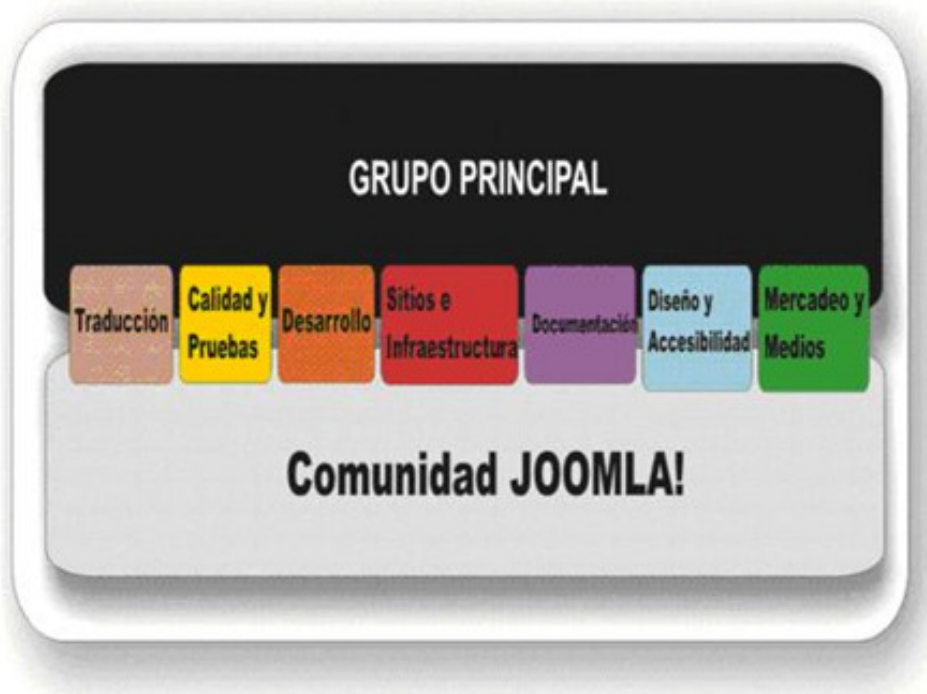 GRUPO PRINCIPAL
Traducción
Calidad y
Pruebas
Desarrollo
Sitios e
Infraestructura
Documentación
Diseño y
Accesibilidad
Mercadeo y
Medios
Comunidad JOOMLA!